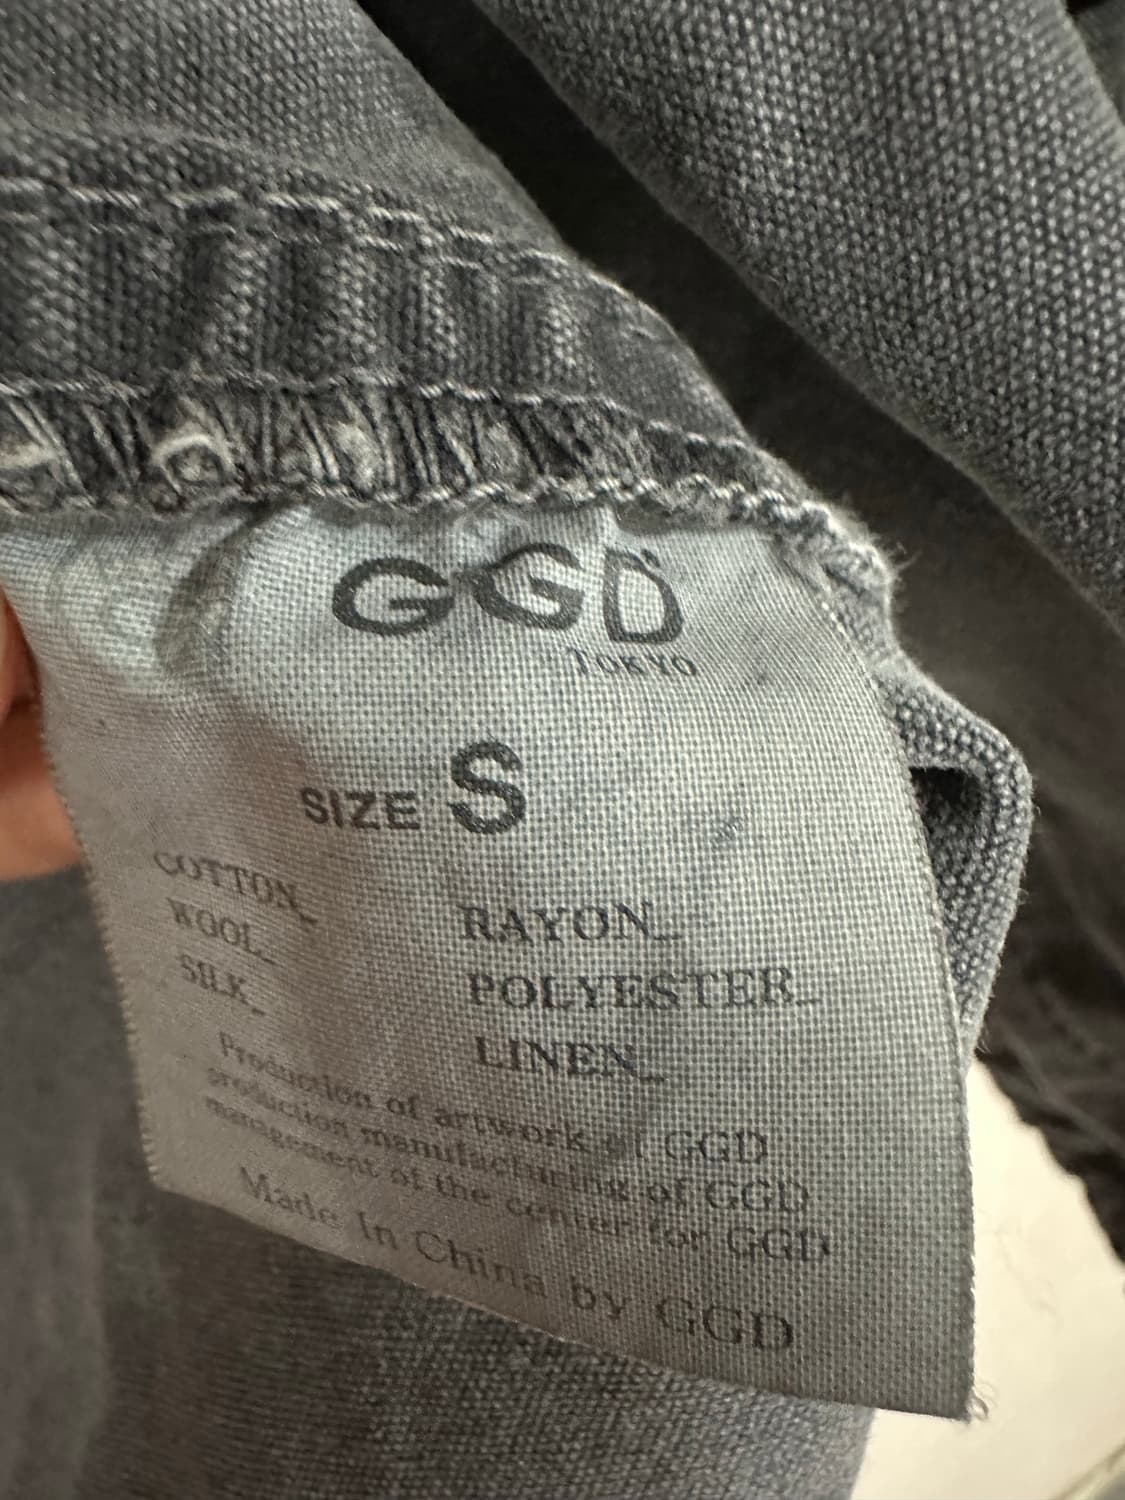 GGD
TOKYO
SIZE S
COTTON_
WOOL_
SILK_
RAYON_
POLYESTER_
LINEN_
Production of artwork of GGD
production manufacturing of GGD
management of the center for GGD
Made In China by GGD